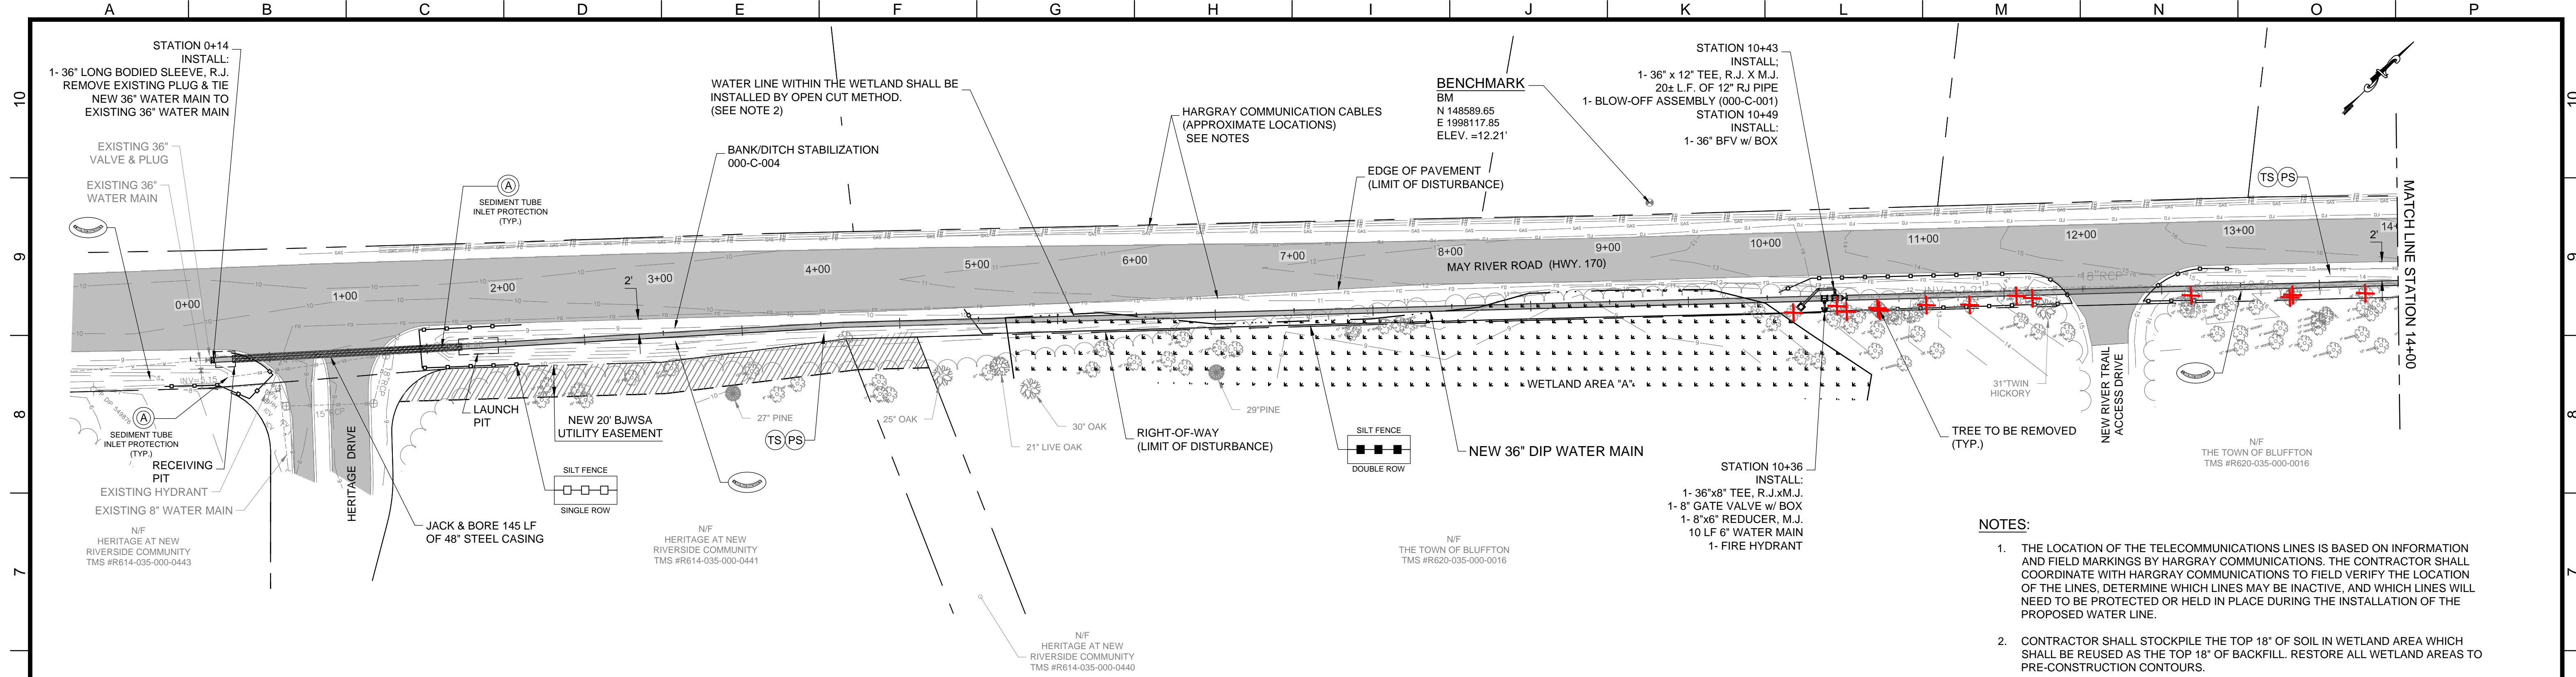 A B C D E F G H I J K L M N O P
10
9
8
7
STATION 0+14
INSTALL:
1- 36" LONG BODIED SLEEVE, R.J.
REMOVE EXISTING PLUG & TIE
NEW 36" WATER MAIN TO
EXISTING 36" WATER MAIN
EXISTING 36"
VALVE & PLUG
EXISTING 36"
WATER MAIN
A
SEDIMENT TUBE
INLET PROTECTION
(TYP.)
WATER LINE WITHIN THE WETLAND SHALL BE
INSTALLED BY OPEN CUT METHOD.
(SEE NOTE 2)
BANK/DITCH STABILIZATION
000-C-004
HARGRAY COMMUNICATION CABLES
(APPROXIMATE LOCATIONS)
SEE NOTES
EDGE OF PAVEMENT
(LIMIT OF DISTURBANCE)
BENCHMARK
BM
N 148589.65
E 1998117.85
ELEV. =12.21'
STATION 10+43
INSTALL;
1- 36" x 12" TEE, R.J. X M.J.
20± L.F. OF 12" RJ PIPE
1- BLOW-OFF ASSEMBLY (000-C-001)
STATION 10+49
INSTALL:
1- 36" BFV w/ BOX
TS PS
MATCH LINE STATION 14+00
10
9
8
7
0+00
1+00
2+00
3+00
4+00
5+00
6+00
7+00
8+00
9+00
10+00
11+00
12+00
13+00
14+
2'
2'
MAY RIVER ROAD (HWY. 170)
18"RCP
15"RCP
18"RCP
A
SEDIMENT TUBE
INLET PROTECTION
(TYP.)
RECEIVING
PIT
EXISTING HYDRANT
EXISTING 8" WATER MAIN
N/F
HERITAGE AT NEW
RIVERSIDE COMMUNITY
TMS #R614-035-000-0443
HERITAGE DRIVE
LAUNCH
PIT
JACK & BORE 145 LF
OF 48" STEEL CASING
NEW 20' BJWSA
UTILITY EASEMENT
SILT FENCE
SINGLE ROW
27" PINE
TS PS
N/F
HERITAGE AT NEW
RIVERSIDE COMMUNITY
TMS #R614-035-000-0441
25" OAK
21" LIVE OAK
30" OAK
RIGHT-OF-WAY
(LIMIT OF DISTURBANCE)
29"PINE
SILT FENCE
DOUBLE ROW
NEW 36" DIP WATER MAIN
WETLAND AREA "A"
N/F
HERITAGE AT NEW
RIVERSIDE COMMUNITY
TMS #R614-035-000-0440
N/F
THE TOWN OF BLUFFTON
TMS #R620-035-000-0016
STATION 10+36
INSTALL:
1- 36"x8" TEE, R.J.xM.J.
1- 8" GATE VALVE w/ BOX
1- 8"x6" REDUCER, M.J.
10 LF 6" WATER MAIN
1- FIRE HYDRANT
TREE TO BE REMOVED
(TYP.)
31"TWIN
HICKORY
NEW RIVER TRAIL
ACCESS DRIVE
N/F
THE TOWN OF BLUFFTON
TMS #R620-035-000-0016
NOTES:
1. THE LOCATION OF THE TELECOMMUNICATIONS LINES IS BASED ON INFORMATION
AND FIELD MARKINGS BY HARGRAY COMMUNICATIONS. THE CONTRACTOR SHALL
COORDINATE WITH HARGRAY COMMUNICATIONS TO FIELD VERIFY THE LOCATION
OF THE LINES, DETERMINE WHICH LINES MAY BE INACTIVE, AND WHICH LINES WILL
NEED TO BE PROTECTED OR HELD IN PLACE DURING THE INSTALLATION OF THE
PROPOSED WATER LINE.
2. CONTRACTOR SHALL STOCKPILE THE TOP 18" OF SOIL IN WETLAND AREA WHICH
SHALL BE REUSED AS THE TOP 18" OF BACKFILL. RESTORE ALL WETLAND AREAS TO
PRE-CONSTRUCTION CONTOURS.